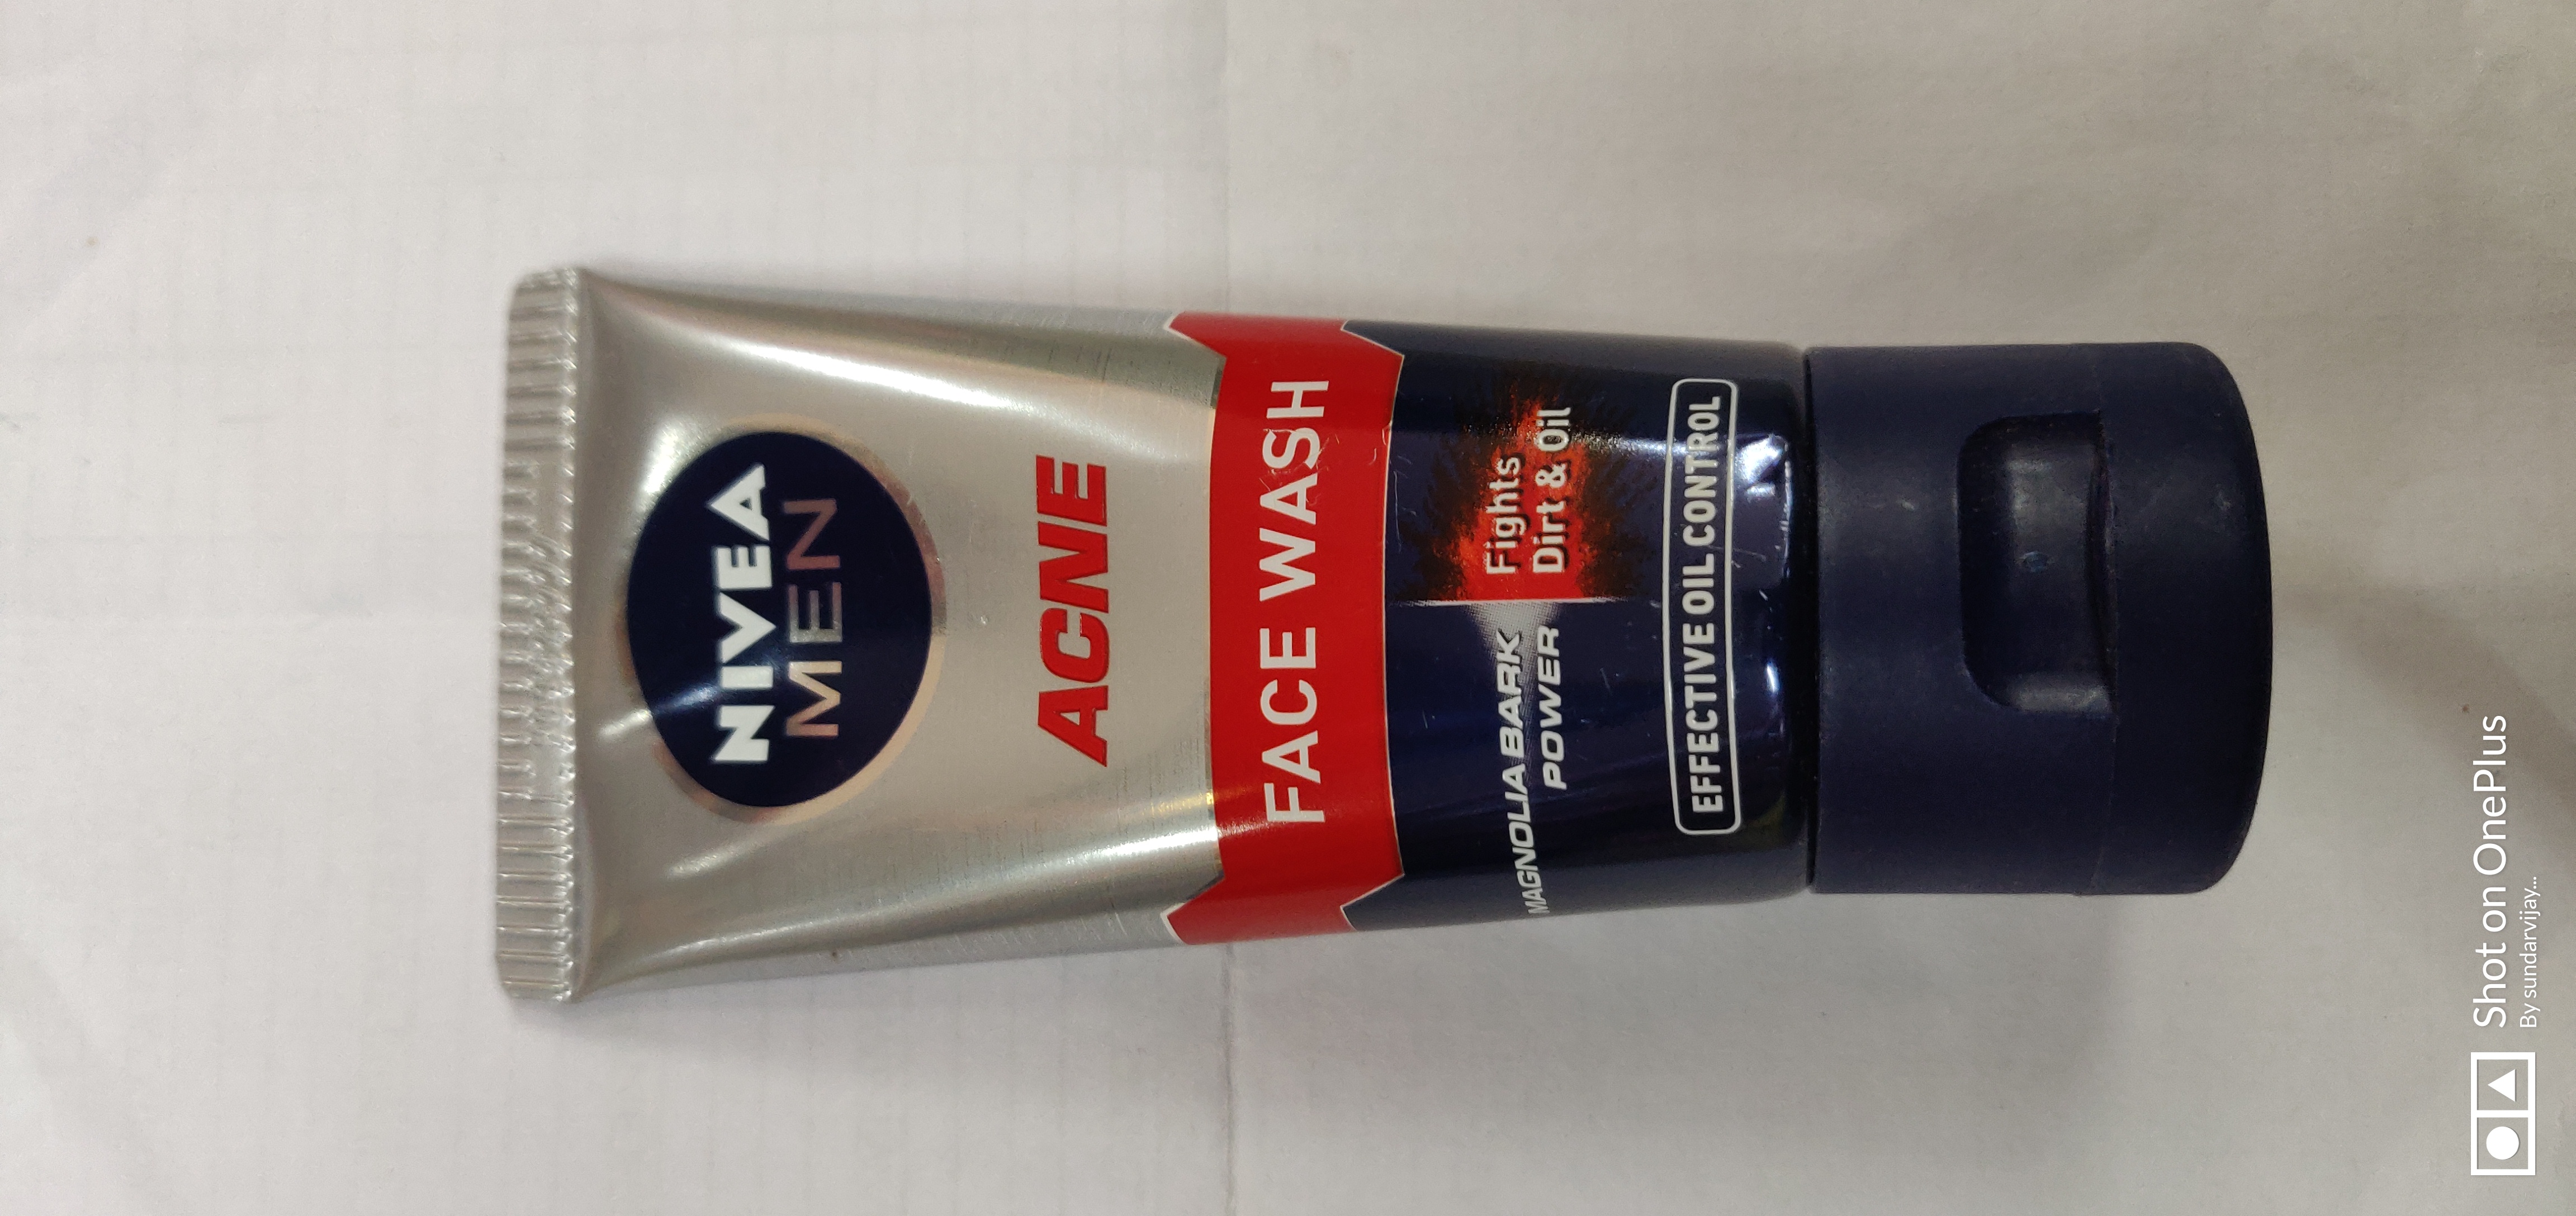 NIVEA
MEN
ACNE
FACE WASH
MAGNOLIA BARK
POWER
Fights
Dirt & Oil
EFFECTIVE OIL CONTROL
Shot on OnePlus
By sundarvijay...